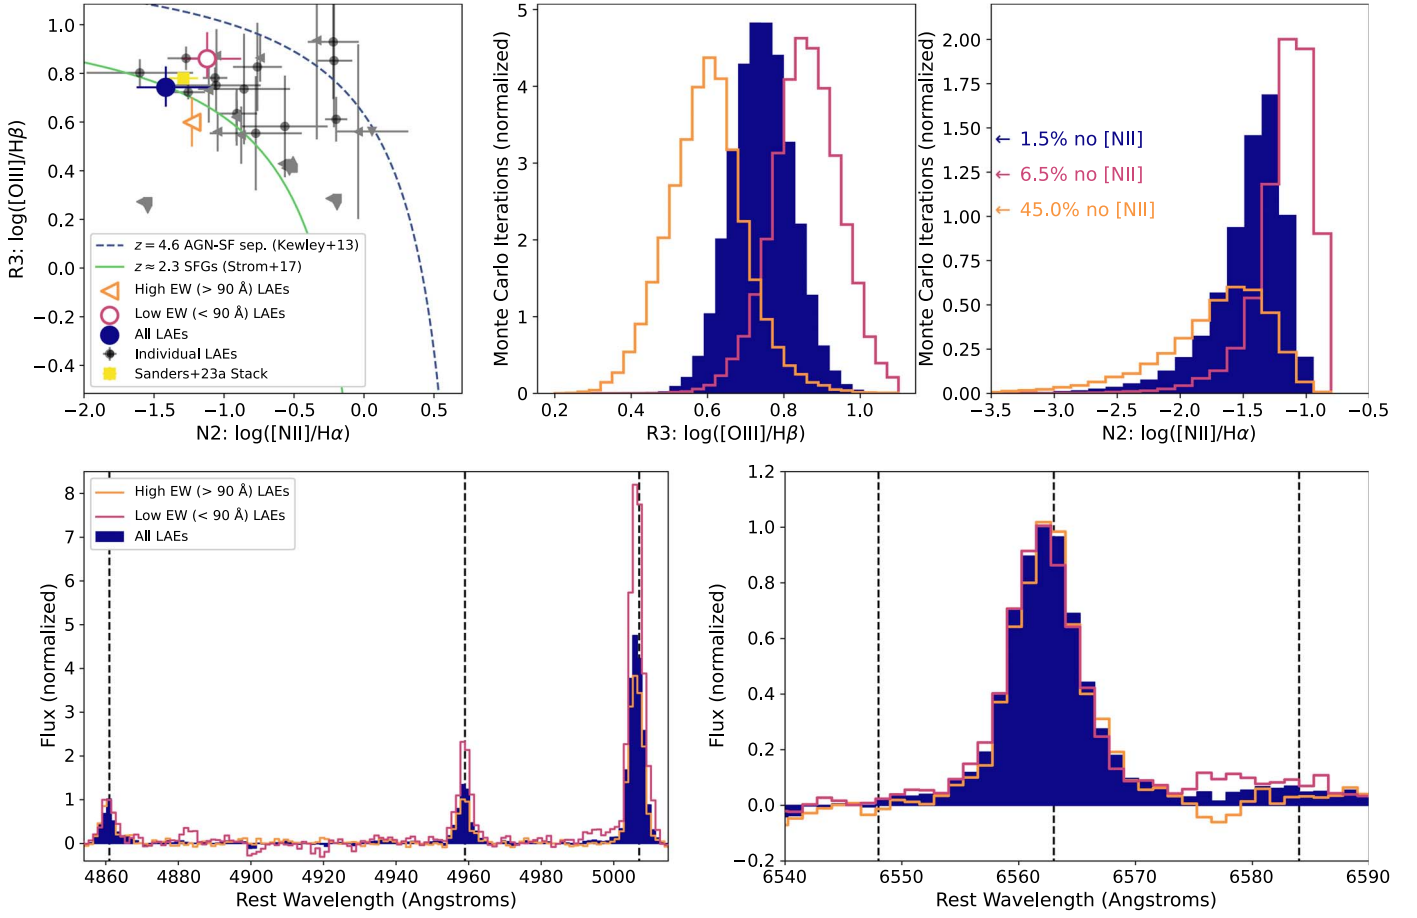 R3: log([OIII]/Hβ)
1.0
0.8
0.6
0.4
0.2
0.0
−0.2
−0.4
z = 4.6 AGN-SF sep. (Kewley+13)
z ≈ 2.3 SFGs (Strom+17)
High EW (> 90 Å) LAEs
Low EW (< 90 Å) LAEs
All LAEs
Individual LAEs
Sanders+23a Stack
−2.0 −1.5 −1.0 −0.5 0.0 0.5
N2: log([NII]/Hα)
Monte Carlo Iterations (normalized)
5
4
3
2
1
0
0.2 0.4 0.6 0.8 1.0
R3: log([OIII]/Hβ)
Monte Carlo Iterations (normalized)
2.00
1.75
1.50
1.25
1.00
0.75
0.50
0.25
0.00
← 1.5% no [NII]
← 6.5% no [NII]
← 45.0% no [NII]
−3.5 −3.0 −2.5 −2.0 −1.5 −1.0 −0.5
N2: log([NII]/Hα)
Flux (normalized)
8
7
6
5
4
3
2
1
0
High EW (> 90 Å) LAEs
Low EW (< 90 Å) LAEs
All LAEs
4860 4880 4900 4920 4940 4960 4980 5000
Rest Wavelength (Angstroms)
Flux (normalized)
1.2
1.0
0.8
0.6
0.4
0.2
0.0
−0.2
6540 6550 6560 6570 6580 6590
Rest Wavelength (Angstroms)